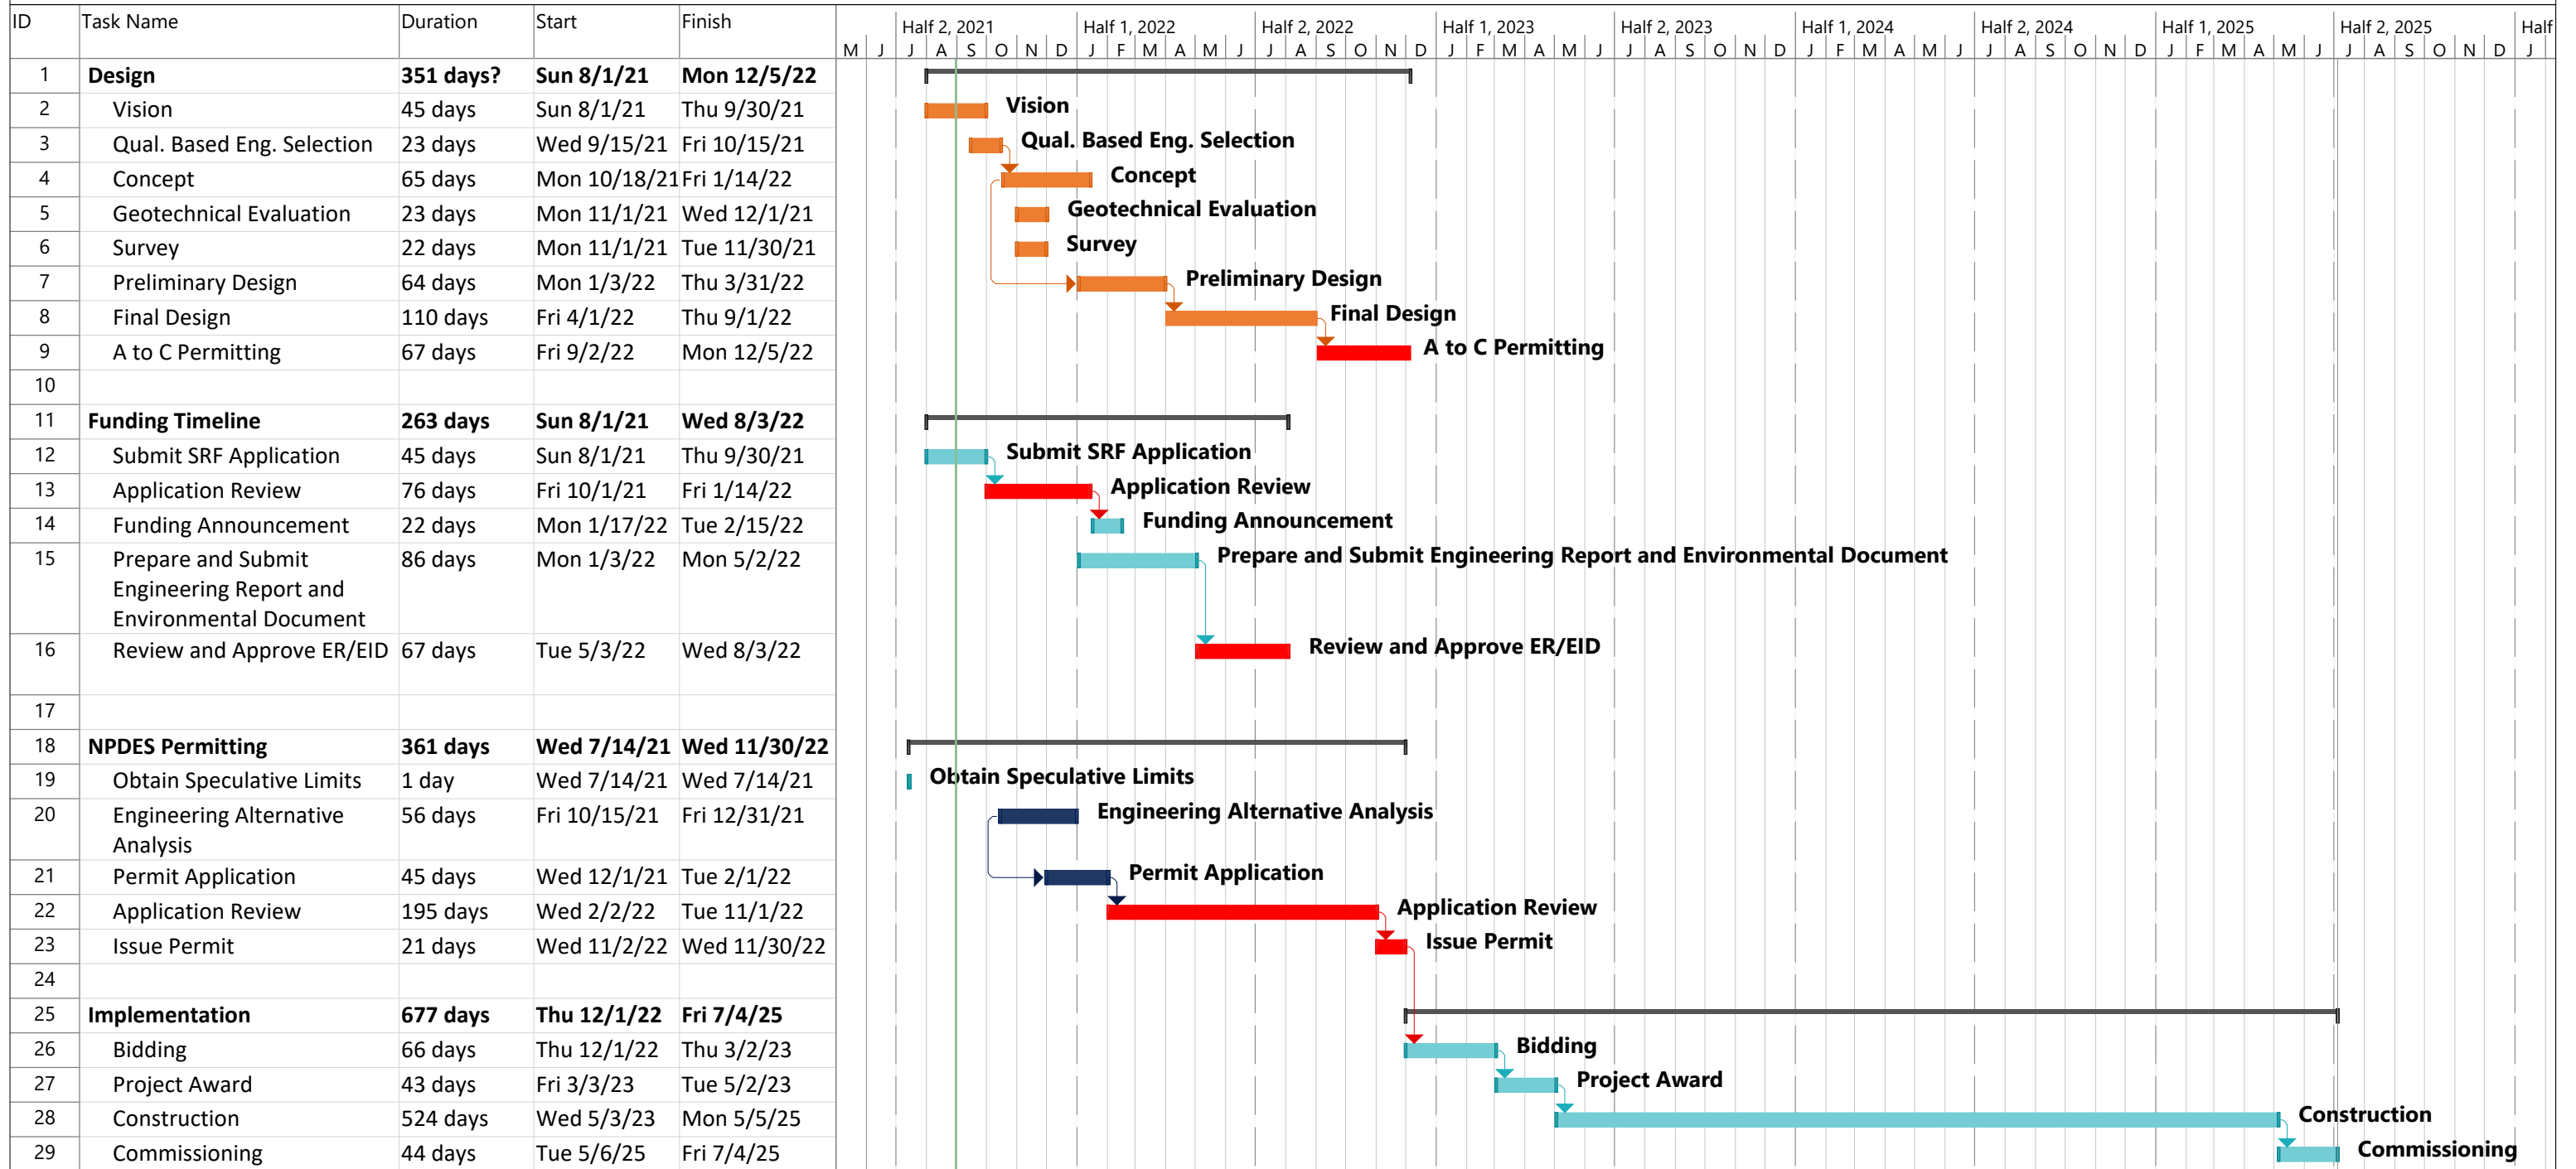 ID Task Name Duration Start Finish Half 2, 2021 Half 1, 2022 Half 2, 2022 Half 1, 2023 Half 2, 2023 Half 1, 2024 Half 2, 2024 Half 1, 2025 Half 2, 2025 Half
M J J A S O N D J F M A M J J A S O N D J F M A M J J A S O N D J F M A M J J A S O N D J F M A M J J A S O N D J
1 Design 351 days? Sun 8/1/21 Mon 12/5/22
2 Vision 45 days Sun 8/1/21 Thu 9/30/21 Vision
3 Qual. Based Eng. Selection 23 days Wed 9/15/21 Fri 10/15/21 Qual. Based Eng. Selection
4 Concept 65 days Mon 10/18/21 Fri 1/14/22 Concept
5 Geotechnical Evaluation 23 days Mon 11/1/21 Wed 12/1/21 Geotechnical Evaluation
6 Survey 22 days Mon 11/1/21 Tue 11/30/21 Survey
7 Preliminary Design 64 days Mon 1/3/22 Thu 3/31/22 Preliminary Design
8 Final Design 110 days Fri 4/1/22 Thu 9/1/22 Final Design
9 A to C Permitting 67 days Fri 9/2/22 Mon 12/5/22 A to C Permitting
10
11 Funding Timeline 263 days Sun 8/1/21 Wed 8/3/22
12 Submit SRF Application 45 days Sun 8/1/21 Thu 9/30/21 Submit SRF Application
13 Application Review 76 days Fri 10/1/21 Fri 1/14/22 Application Review
14 Funding Announcement 22 days Mon 1/17/22 Tue 2/15/22 Funding Announcement
15 Prepare and Submit 86 days Mon 1/3/22 Mon 5/2/22 Prepare and Submit Engineering Report and Environmental Document
Engineering Report and
Environmental Document
16 Review and Approve ER/EID 67 days Tue 5/3/22 Wed 8/3/22 Review and Approve ER/EID
17
18 NPDES Permitting 361 days Wed 7/14/21 Wed 11/30/22
19 Obtain Speculative Limits 1 day Wed 7/14/21 Wed 7/14/21 Obtain Speculative Limits
20 Engineering Alternative 56 days Fri 10/15/21 Fri 12/31/21 Engineering Alternative Analysis
Analysis
21 Permit Application 45 days Wed 12/1/21 Tue 2/1/22 Permit Application
22 Application Review 195 days Wed 2/2/22 Tue 11/1/22 Application Review
23 Issue Permit 21 days Wed 11/2/22 Wed 11/30/22 Issue Permit
24
25 Implementation 677 days Thu 12/1/22 Fri 7/4/25
26 Bidding 66 days Thu 12/1/22 Thu 3/2/23 Bidding
27 Project Award 43 days Fri 3/3/23 Tue 5/2/23 Project Award
28 Construction 524 days Wed 5/3/23 Mon 5/5/25 Construction
29 Commissioning 44 days Tue 5/6/25 Fri 7/4/25 Commissioning